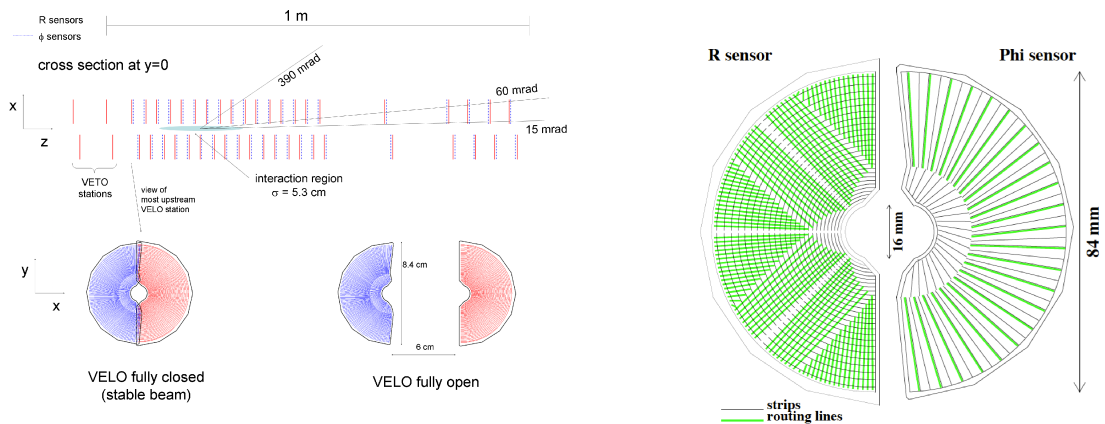 R sensors
1 m
ϕ sensors
cross section at y=0
390 mrad
60 mrad
x
15 mrad
z
VETO
stations
interaction region
σ = 5.3 cm
view of
most upstream
VELO station
y
x
8.4 cm
6 cm
VELO fully closed
(stable beam)
VELO fully open
R sensor
Phi sensor
16 mm
84 mm
strips
routing lines